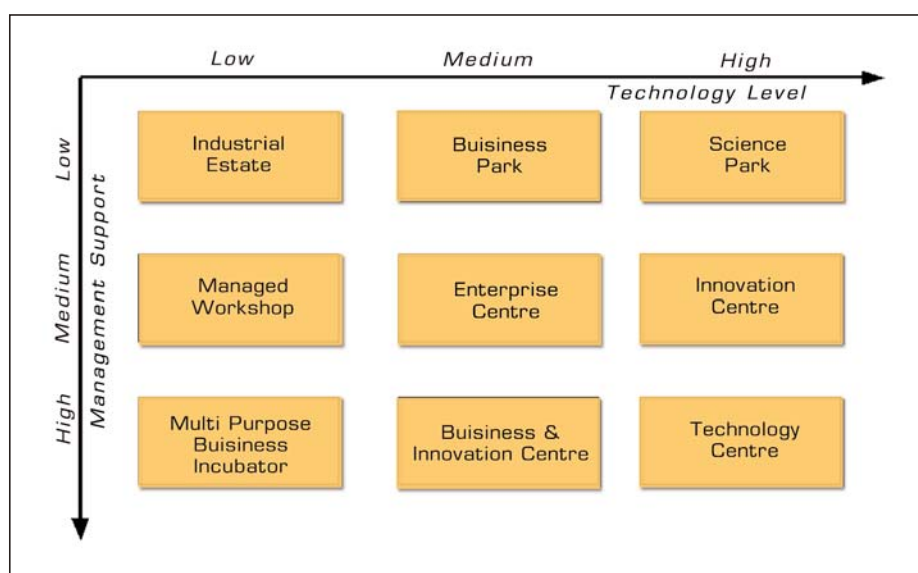 Low Medium High
Technology Level
Low
Medium
High
Management Support
Industrial
Estate
Buisiness
Park
Science
Park
Managed
Workshop
Enterprise
Centre
Innovation
Centre
Multi Purpose
Buisiness
Incubator
Buisiness &
Innovation Centre
Technology
Centre